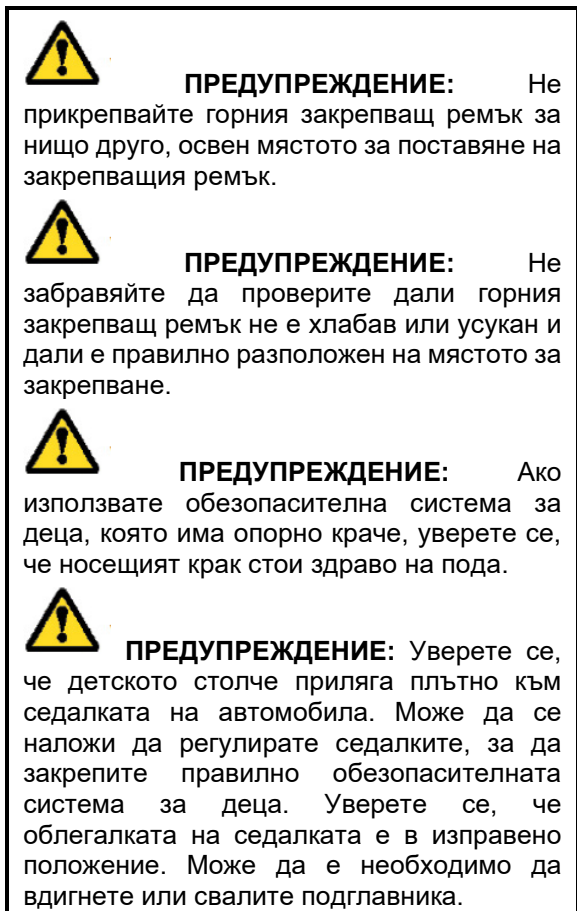 ПРЕДУПРЕЖДЕНИЕ: Не
прикрепвайте горния закрепващ ремък за
нищо друго, освен мястото за поставяне на
закрепващия ремък.
ПРЕДУПРЕЖДЕНИЕ: Не
забравяйте да проверите дали горния
закрепващ ремък не е хлабав или усукан и
дали е правилно разположен на мястото за
закрепване.
ПРЕДУПРЕЖДЕНИЕ: Ако
използвате обезопасителна система за
деца, която има опорно краче, уверете се,
че носещият крак стои здраво на пода.
ПРЕДУПРЕЖДЕНИЕ: Уверете се,
че детското столче приляга плътно към
седалката на автомобила. Може да се
наложи да регулирате седалките, за да
закрепите правилно обезопасителната
система за деца. Уверете се, че
облегалката на седалката е в изправено
положение. Може да е необходимо да
вдигнете или свалите подглавника.